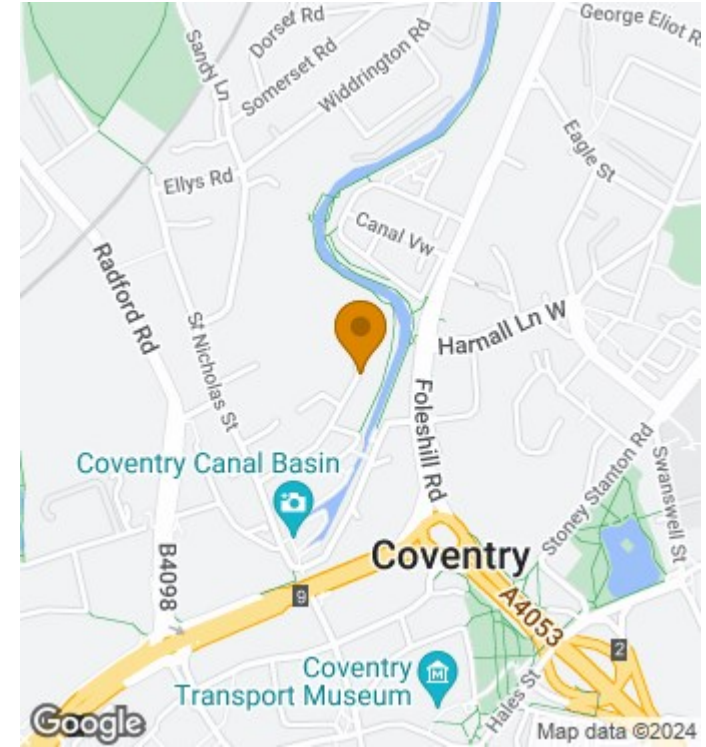 Dorset Rd
George Eliot R
Sandy Ln
Somerset Rd
Widdrington Rd
Eagle St
Ellys Rd
Canal Vw
Radford Rd
St Nicholas St
Harnall Ln W
Foleshill Rd
Coventry Canal Basin
Stoney Stanton Rd
Swanswell St
B4098
Coventry
9
A4053
2
Coventry
Transport Museum
Hales St
Google
Map data ©2024